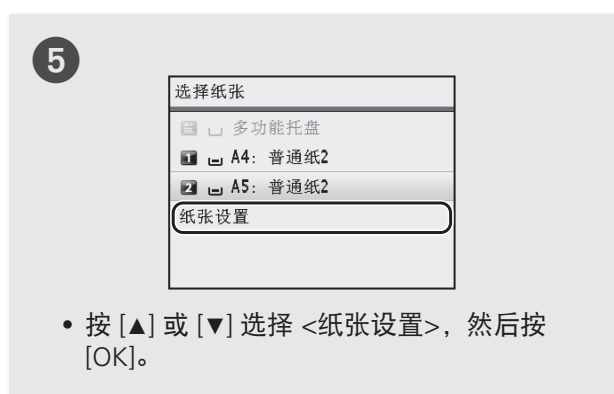 5
选择纸张
多功能托盘
1 A4: 普通纸2
2 A5: 普通纸2
纸张设置
• 按 [▲] 或 [▼] 选择 <纸张设置>，然后按
[OK]。